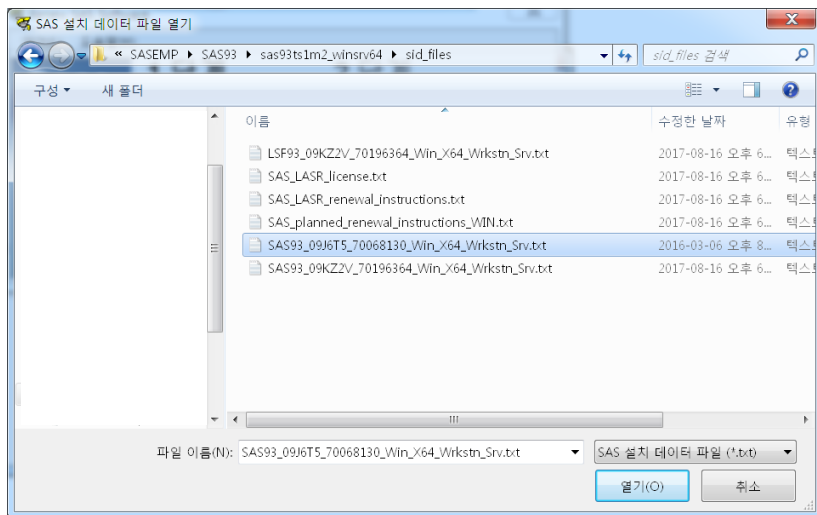 SAS 설치 데이터 파일 열기
« SASEMP ▸ SAS93 ▸ sas93ts1m2_winsrv64 ▸ sid_files
sid_files 검색
구성 새 폴더
이름 수정한 날짜 유형
LSF93_09KZ2V_70196364_Win_X64_Wrkstn_Srv.txt 2017-08-16 오후 6...
SAS_LASR_license.txt 2017-08-16 오후 6...
SAS_LASR_renewal_instructions.txt 2017-08-16 오후 6...
SAS_planned_renewal_instructions_WIN.txt 2017-08-16 오후 6...
SAS93_09J6T5_70068130_Win_X64_Wrkstn_Srv.txt 2016-03-06 오후 8...
SAS93_09KZ2V_70196364_Win_X64_Wrkstn_Srv.txt 2017-08-16 오후 6...
파일 이름(N): SAS93_09J6T5_70068130_Win_X64_Wrkstn_Srv.txt SAS 설치 데이터 파일 (*.txt)
열기(O) 취소